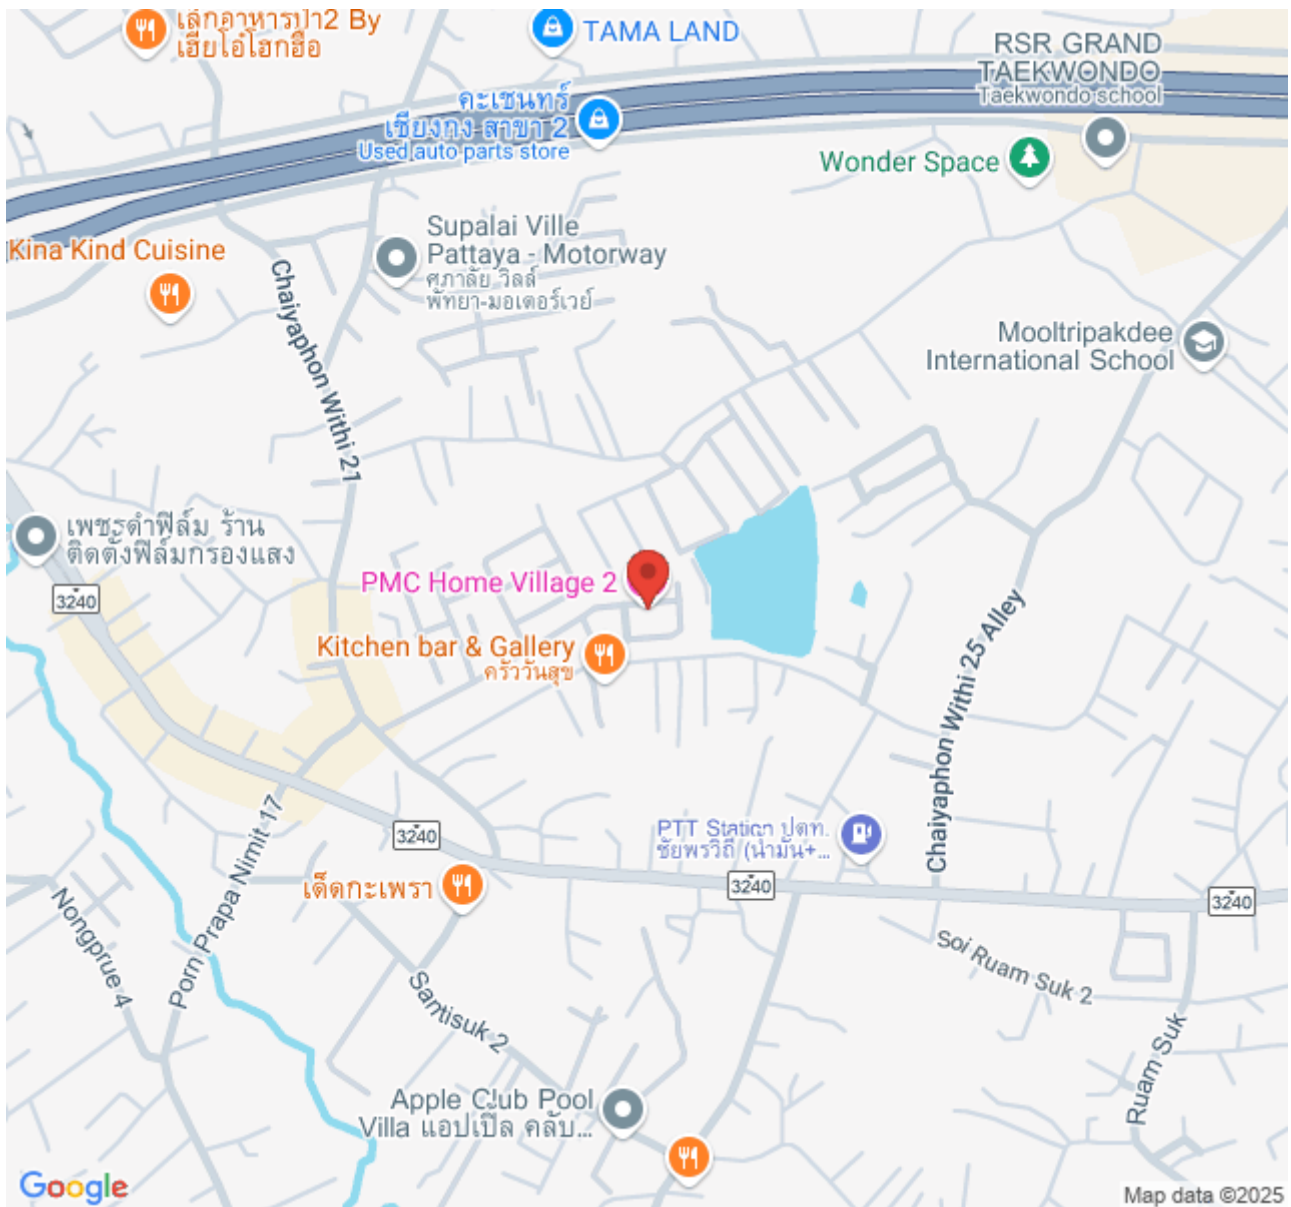 เล็กอาหารป่า2 By
เฮียโอ๋โฮกฮือ
TAMA LAND
RSR GRAND
TAEKWONDO
Taekwondo school
คะเชนทร์
เซียงกง สาขา 2
Used auto parts store
Wonder Space
Supalai Ville
Pattaya - Motorway
ศุภาลัย วิลล์
พัทยา-มอเตอร์เวย์
Kina Kind Cuisine
Chaiyaphon Withi 21
Mooltripakdee
International School
เพชรดำฟิล์ม ร้าน
ติดตั้งฟิล์มกรองแสง
PMC Home Village 2
3240
Kitchen bar & Gallery
ครัววันสุข
Chaiyaphon Withi 25 Alley
PTT Station ปตท.
ชัยพรวิถี (น้ำมัน+...
3240
เด็ดกะเพรา
3240
3240
Porn Prapa Nimit 17
Nongprue 4
Santisuk 2
Soi Ruam Suk 2
Ruam Suk
Apple Club Pool
Villa แอปเปิ้ล คลับ...
Google
Map data ©2025